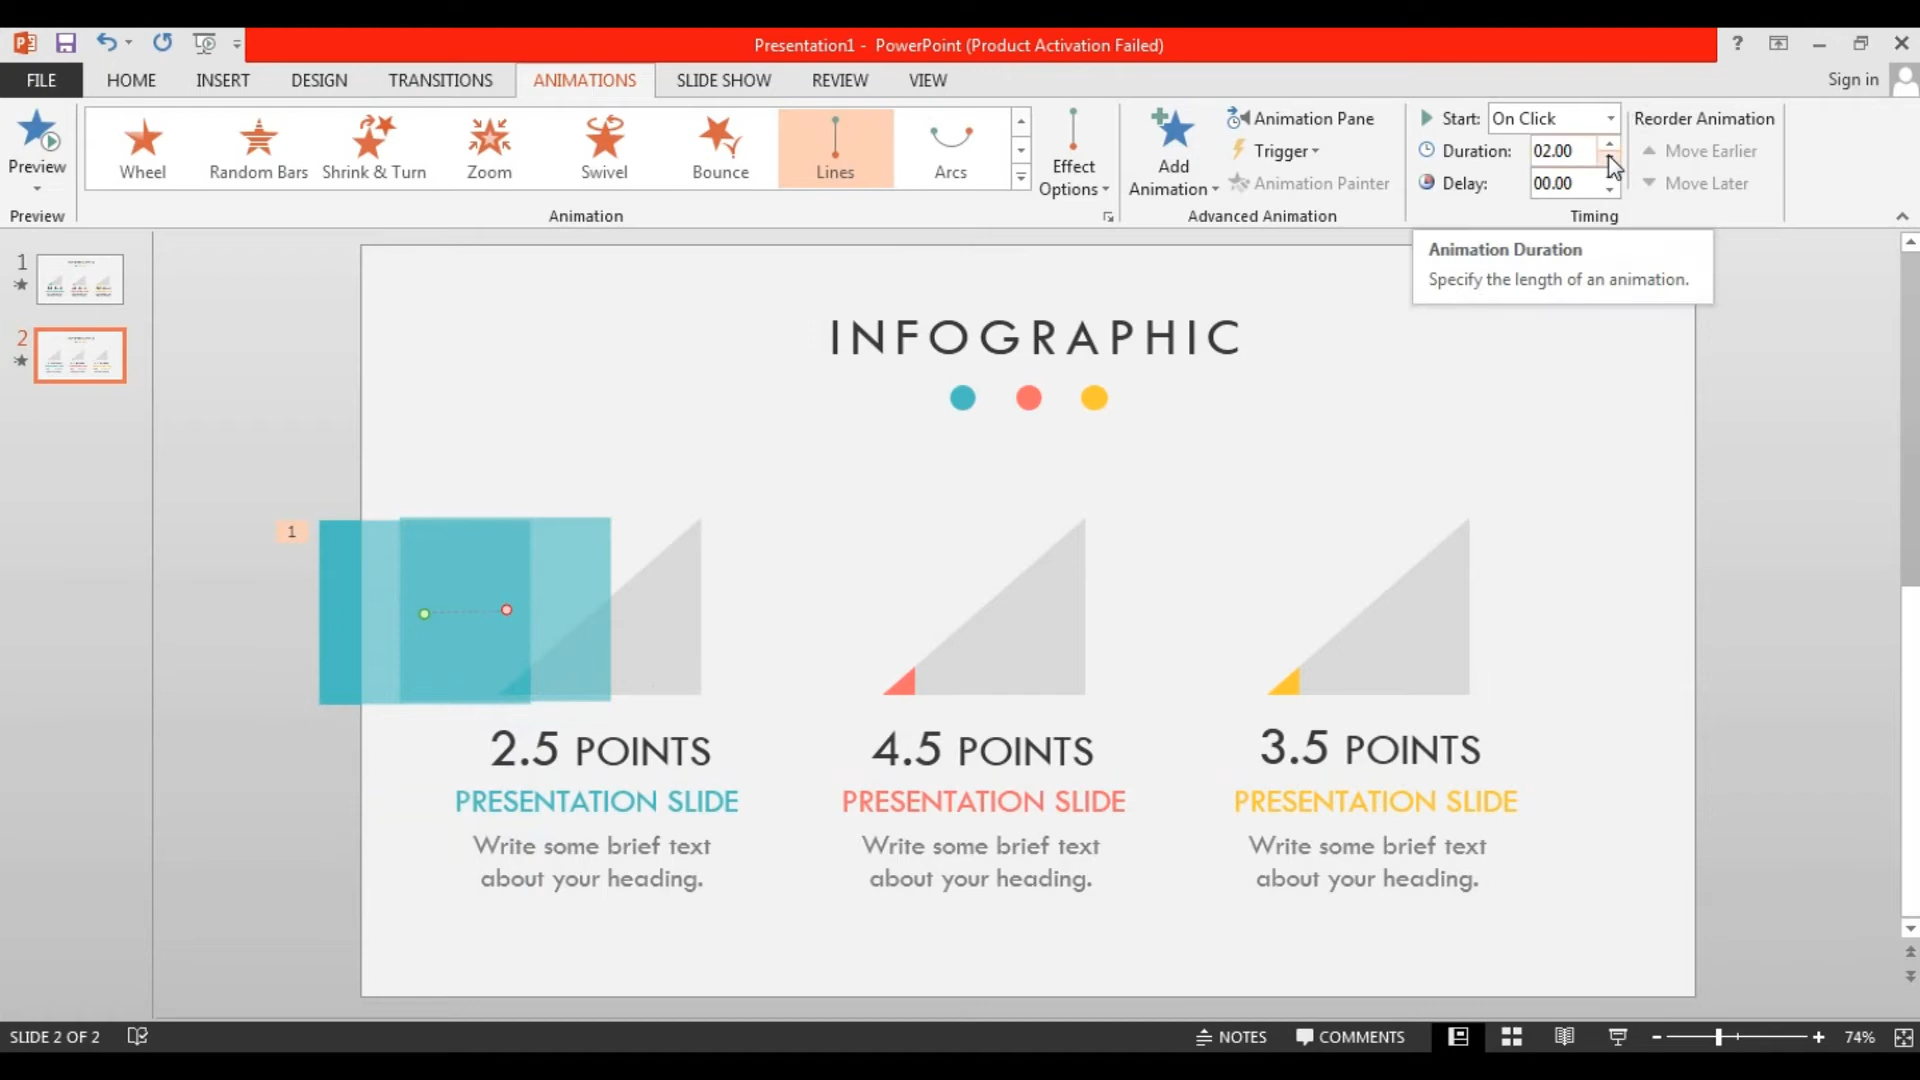 Presentation1 - PowerPoint (Product Activation Failed)
?
FILE HOME INSERT DESIGN TRANSITIONS ANIMATIONS SLIDE SHOW REVIEW VIEW Sign in
Preview
Wheel Random Bars Shrink & Turn Zoom Swivel Bounce Lines Arcs
Effect Options
Add Animation
Animation Pane
Trigger
Animation Painter
Start: On Click
Duration: 02.00
Delay: 00.00
Reorder Animation
Move Earlier
Move Later
Preview Animation Advanced Animation Timing
Animation Duration
Specify the length of an animation.
1
2
INFOGRAPHIC
1
2.5 POINTS
PRESENTATION SLIDE
Write some brief text
about your heading.
4.5 POINTS
PRESENTATION SLIDE
Write some brief text
about your heading.
3.5 POINTS
PRESENTATION SLIDE
Write some brief text
about your heading.
SLIDE 2 OF 2 NOTES COMMENTS 74%